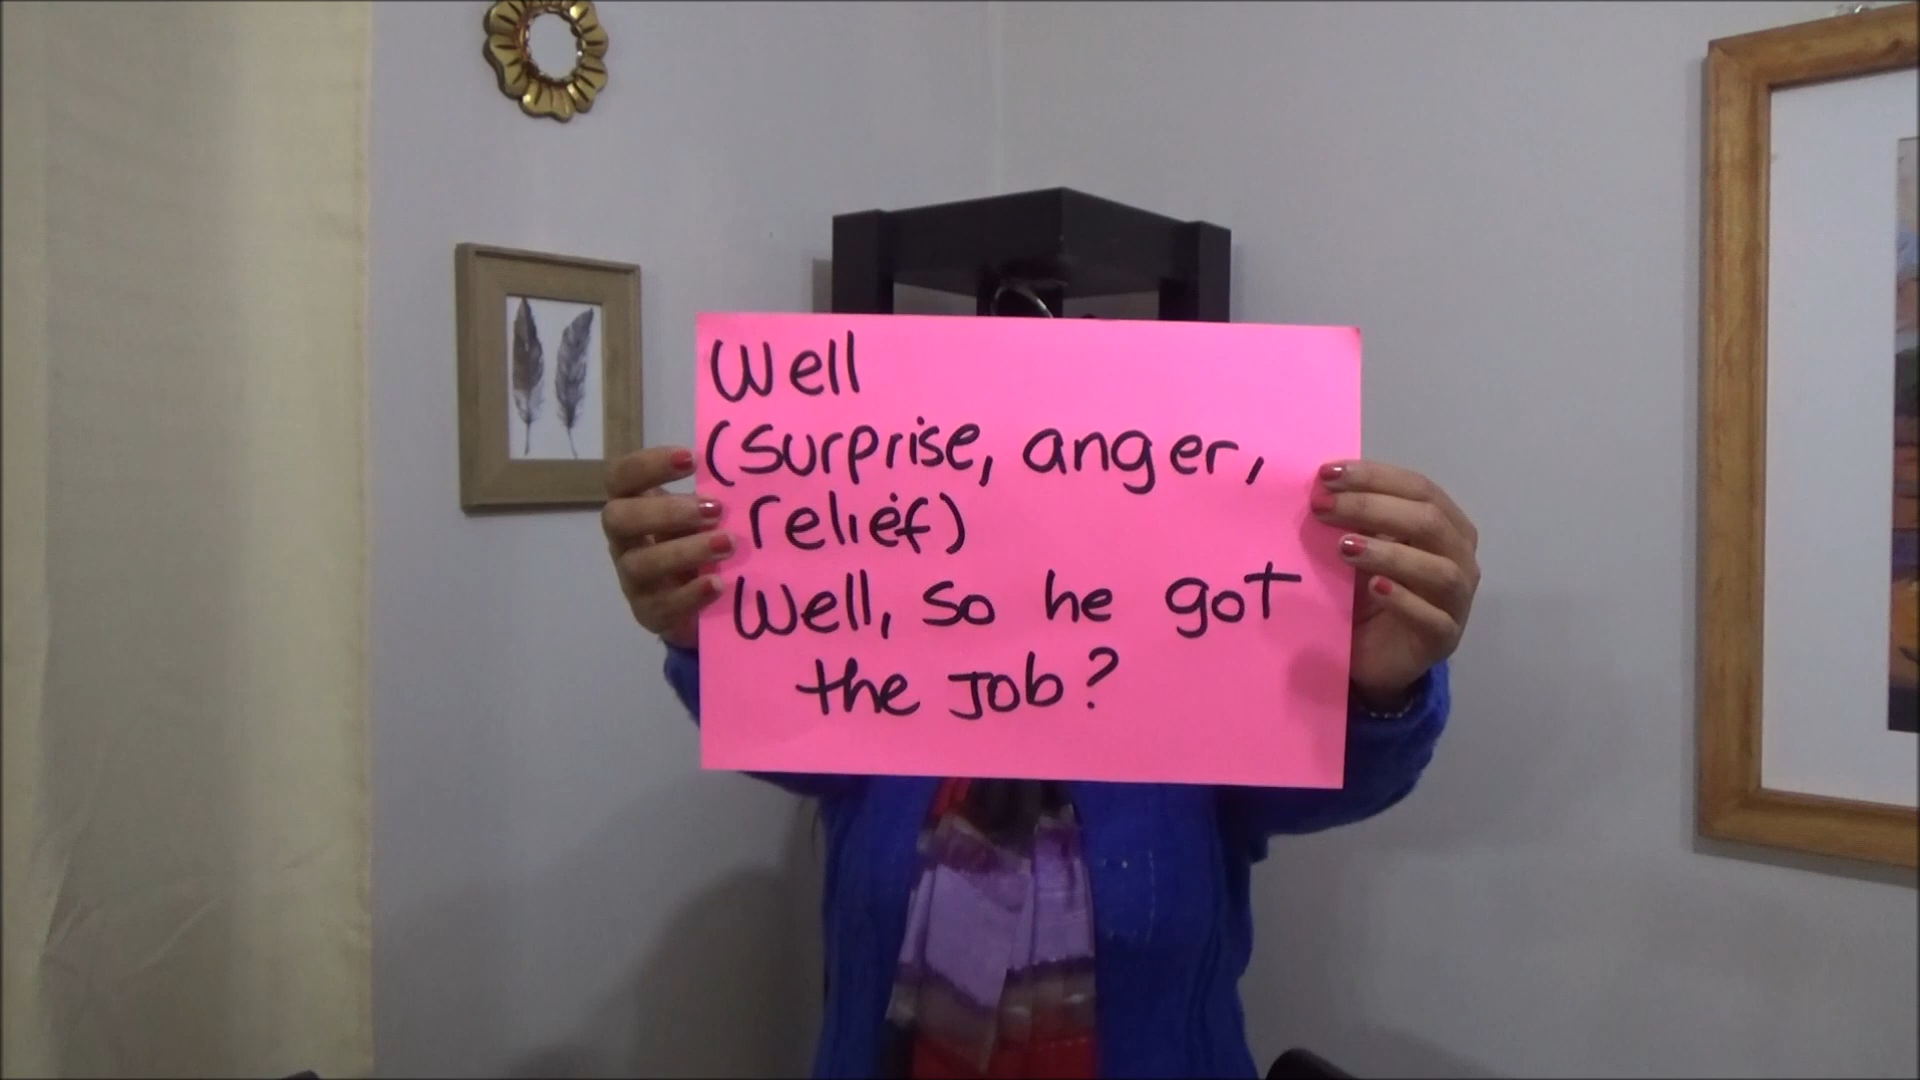 Well
(surprise, anger,
relief)
Well, so he got
the Job?